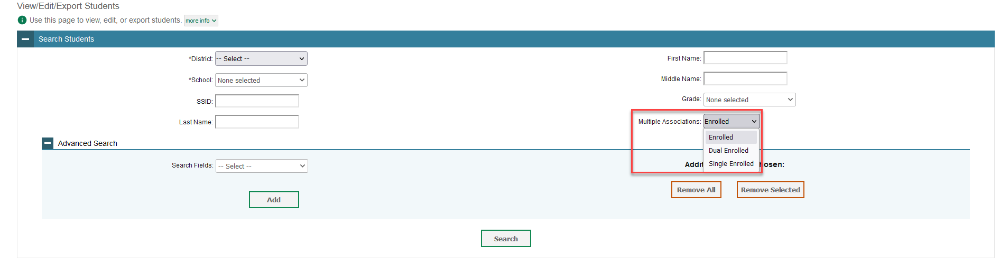 View/Edit/Export Students
Use this page to view, edit, or export students. more info
Search Students
*District: -- Select --
*School: None selected
SSID:
Last Name:
First Name:
Middle Name:
Grade: None selected
Multiple Associations: Enrolled
Enrolled
Dual Enrolled
Single Enrolled
Advanced Search
Search Fields: -- Select --
Add
Remove All
Remove Selected
Search